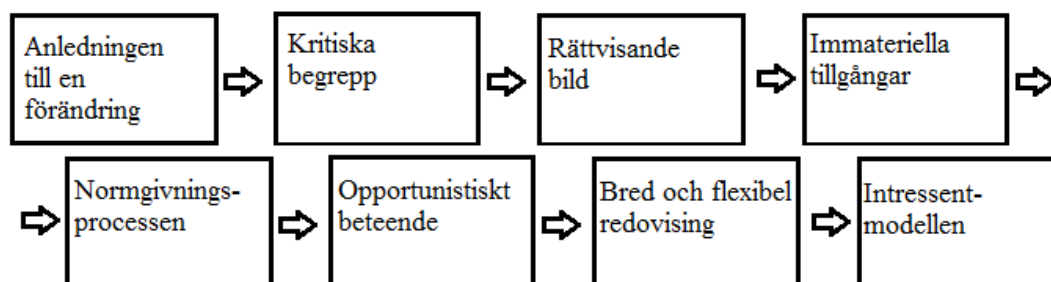 Anledningen
till en
förändring
Kritiska
begrepp
Rättvisande
bild
Immateriella
tillgångar
Normgivnings-
processen
Opportunistiskt
beteende
Bred och flexibel
redovising
Intressent-
modellen